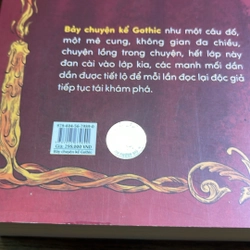 Bảy chuyện kể Gothic như một câu đố,
một mê cung, không gian đa chiều,
chuyện lồng trong chuyện, hết lớp này
đan cài vào lớp kia, các manh mối dần
dần được tiết lộ để mỗi lần đọc lại độc giả
tiếp tục tái khám phá.